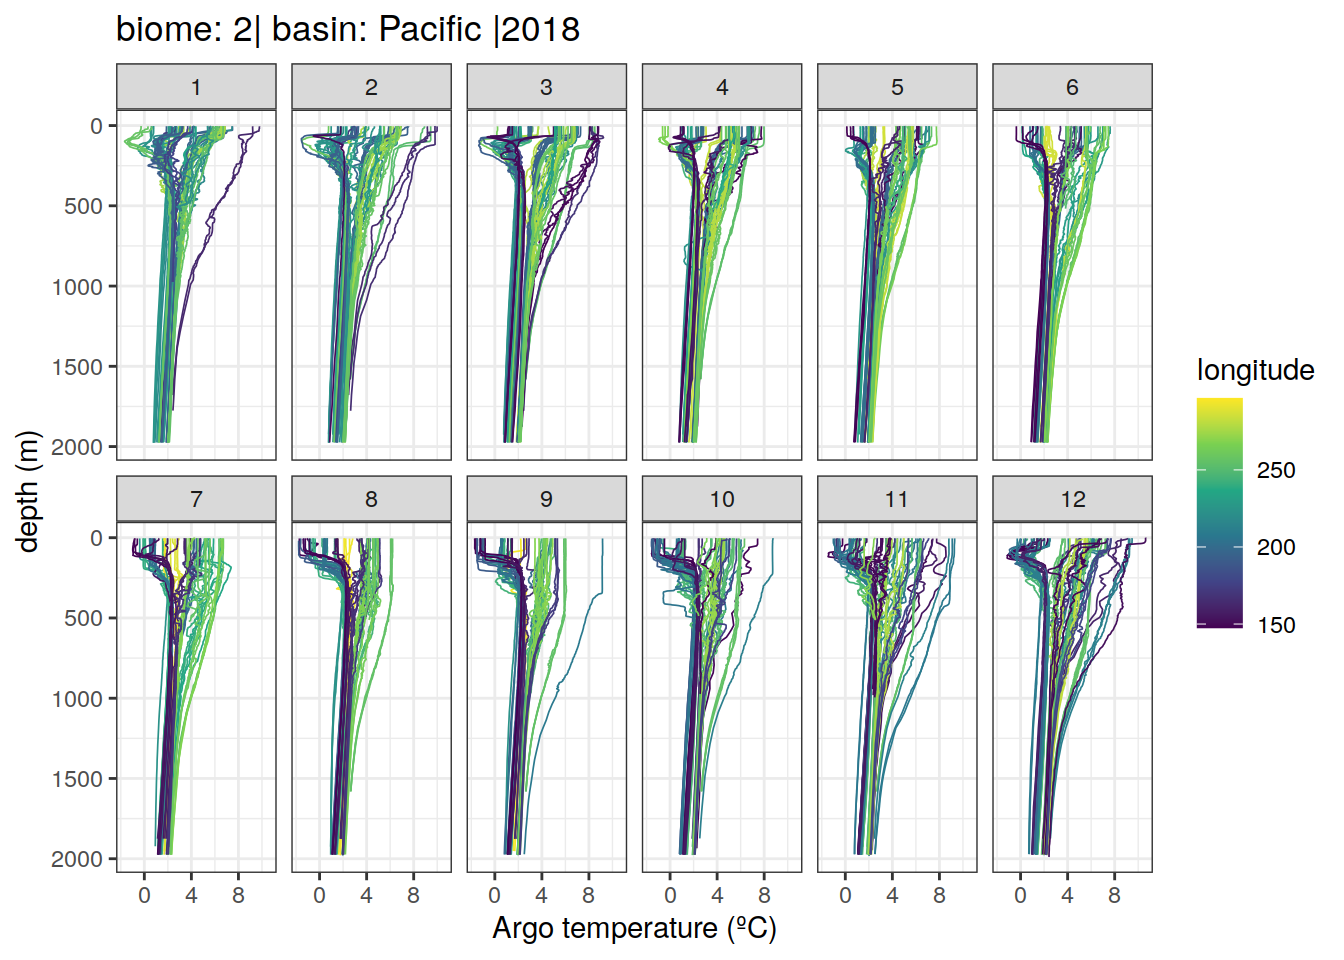 biome: 2| basin: Pacific |2018
1 2 3 4 5 6
0
500
1000
1500
2000
7 8 9 10 11 12
0
500
1000
1500
2000
0 4 8 0 4 8 0 4 8 0 4 8 0 4 8 0 4 8
Argo temperature (ºC)
depth (m)
longitude
250
200
150